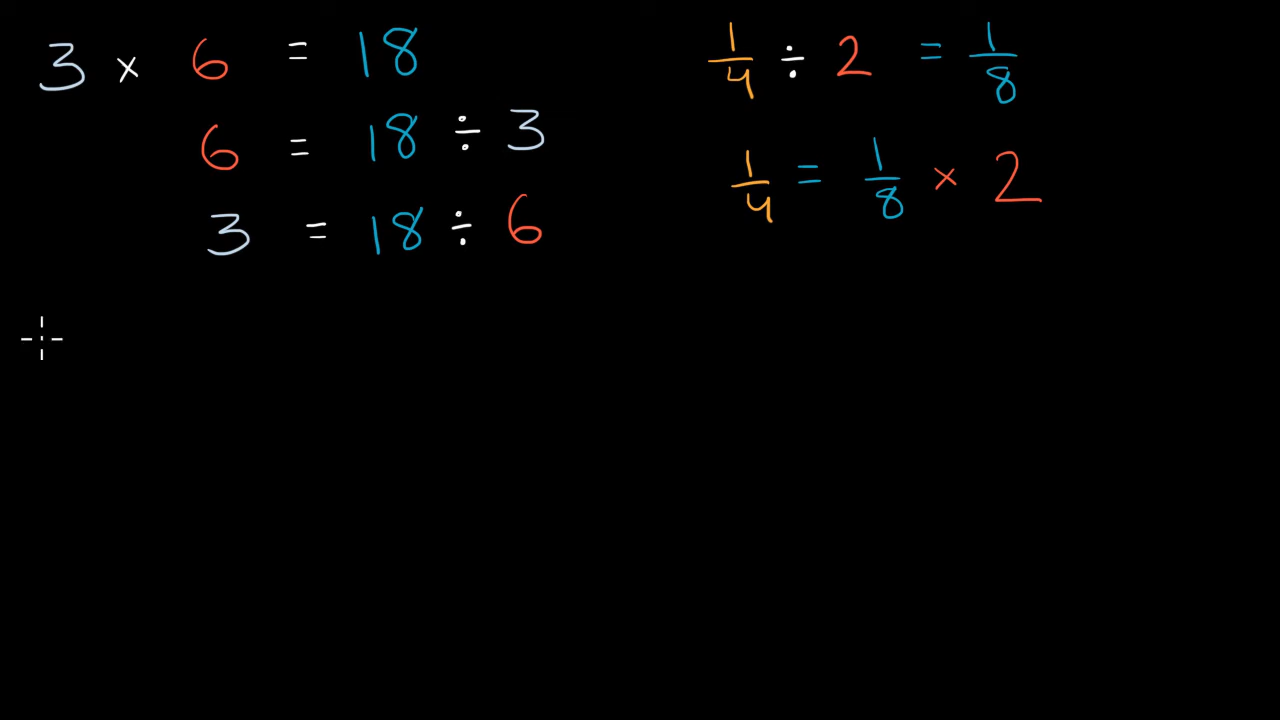 3 × 6 = 18
6 = 18 ÷ 3
3 = 18 ÷ 6
1/4 ÷ 2 = 1/8
1/4 = 1/8 × 2